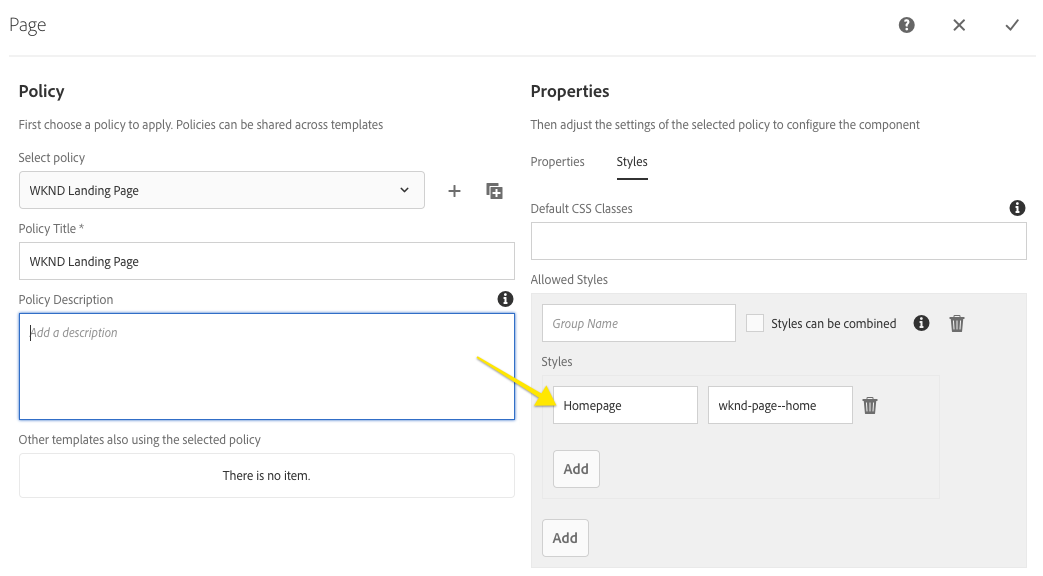 Page
Policy
First choose a policy to apply. Policies can be shared across templates
Select policy
WKND Landing Page
Policy Title *
WKND Landing Page
Policy Description
Add a description
Other templates also using the selected policy
There is no item.
Properties
Then adjust the settings of the selected policy to configure the component
Properties Styles
Default CSS Classes
Allowed Styles
Group Name Styles can be combined
Styles
Homepage wknd-page--home
Add
Add